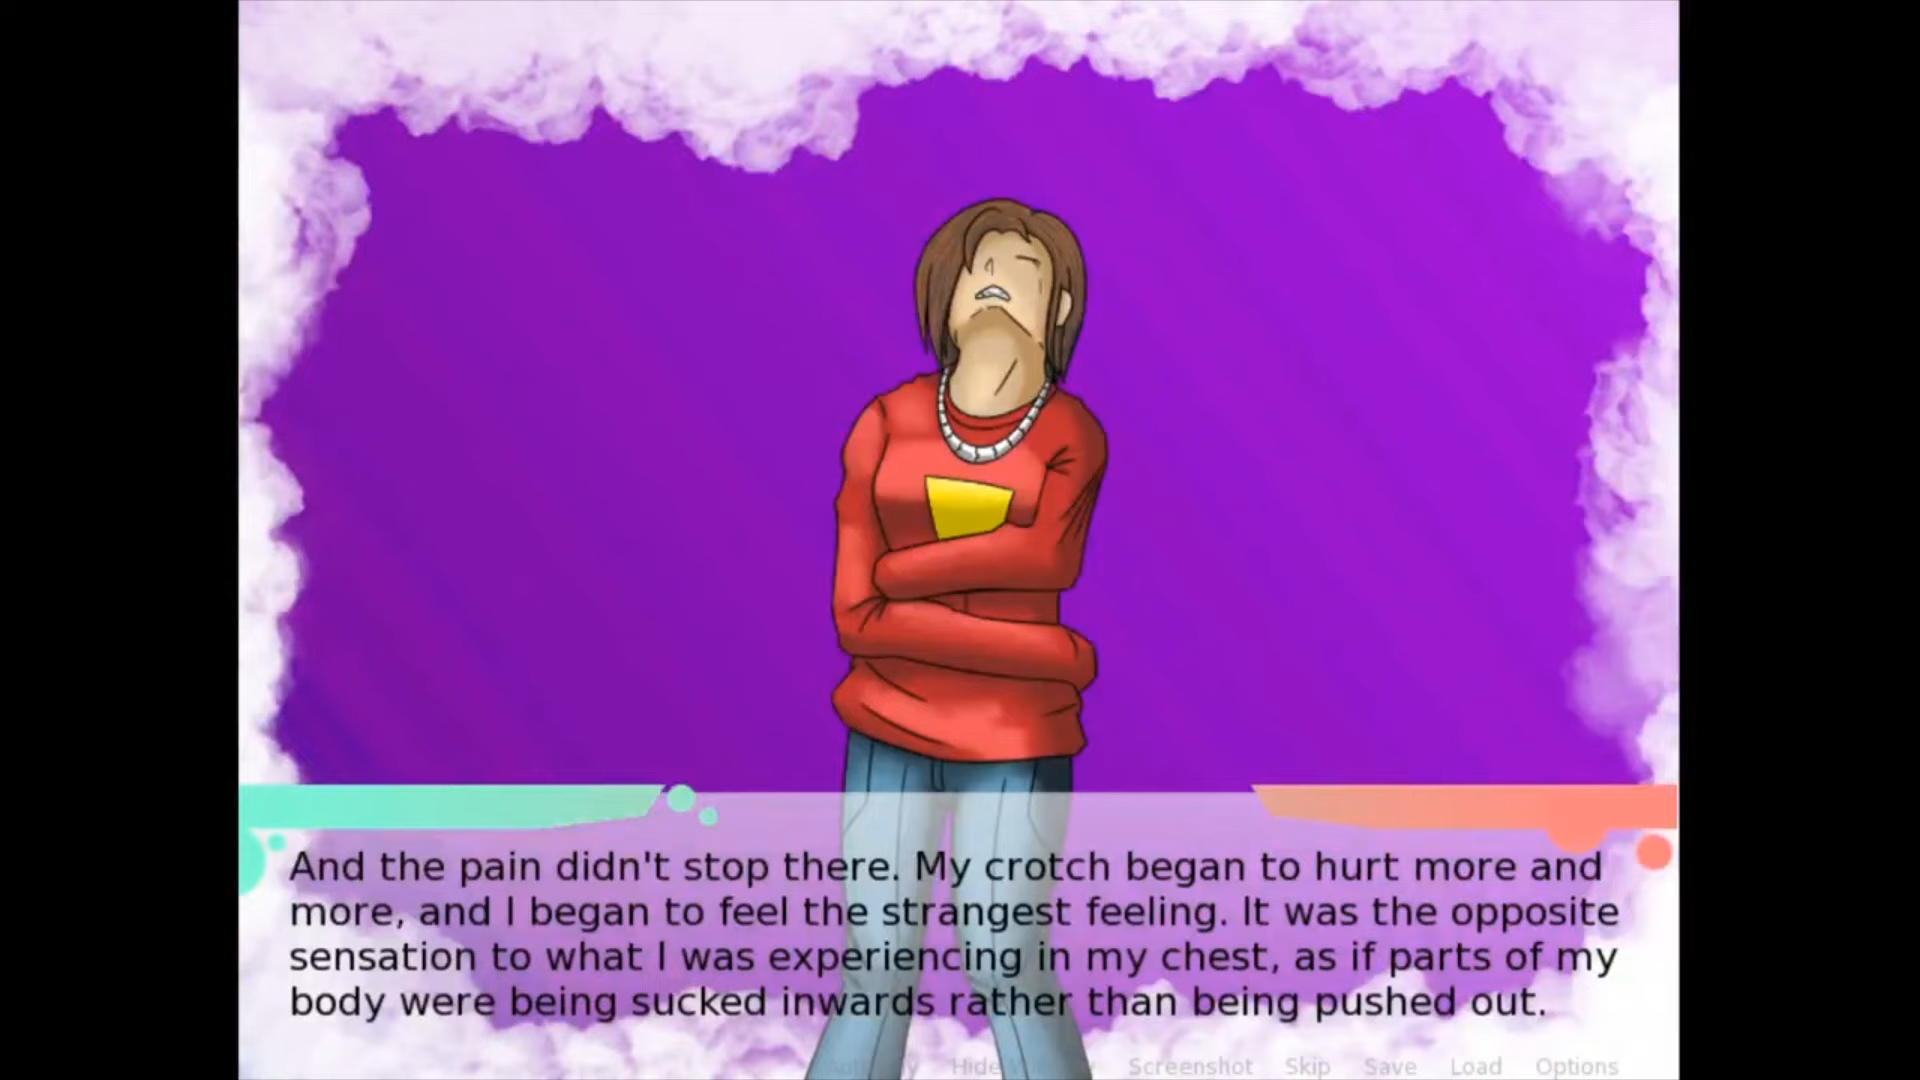 And the pain didn't stop there. My crotch began to hurt more and
more, and I began to feel the strangest feeling. It was the opposite
sensation to what I was experiencing in my chest, as if parts of my
body were being sucked inwards rather than being pushed out.
Hide Screenshot Skip Save Load Options